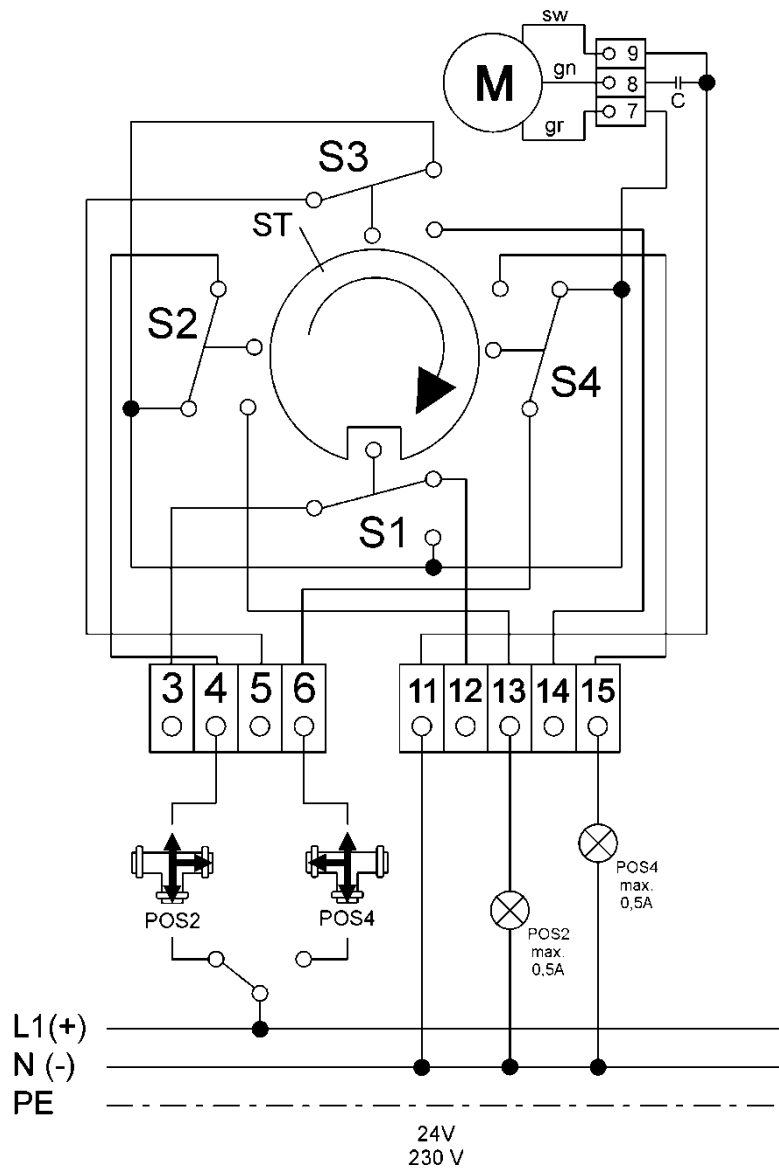 sw
M
gn
gr
9
8
7
C
S3
ST
S2
S4
S1
3 4 5 6
11 12 13 14 15
POS2
POS4
POS4
max.
0,5A
POS2
max.
0,5A
L1(+)
N (-)
PE
24V
230 V